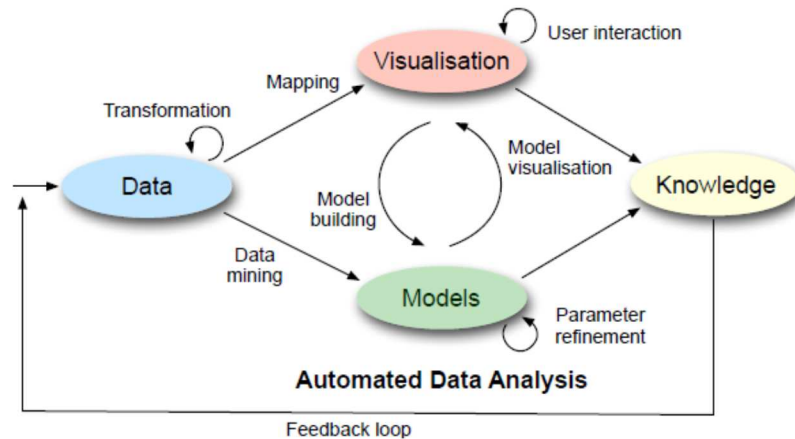 User interaction
Visualisation
Mapping
Transformation
Model
visualisation
Data
Knowledge
Model
building
Data
mining
Models
Parameter
refinement
Automated Data Analysis
Feedback loop